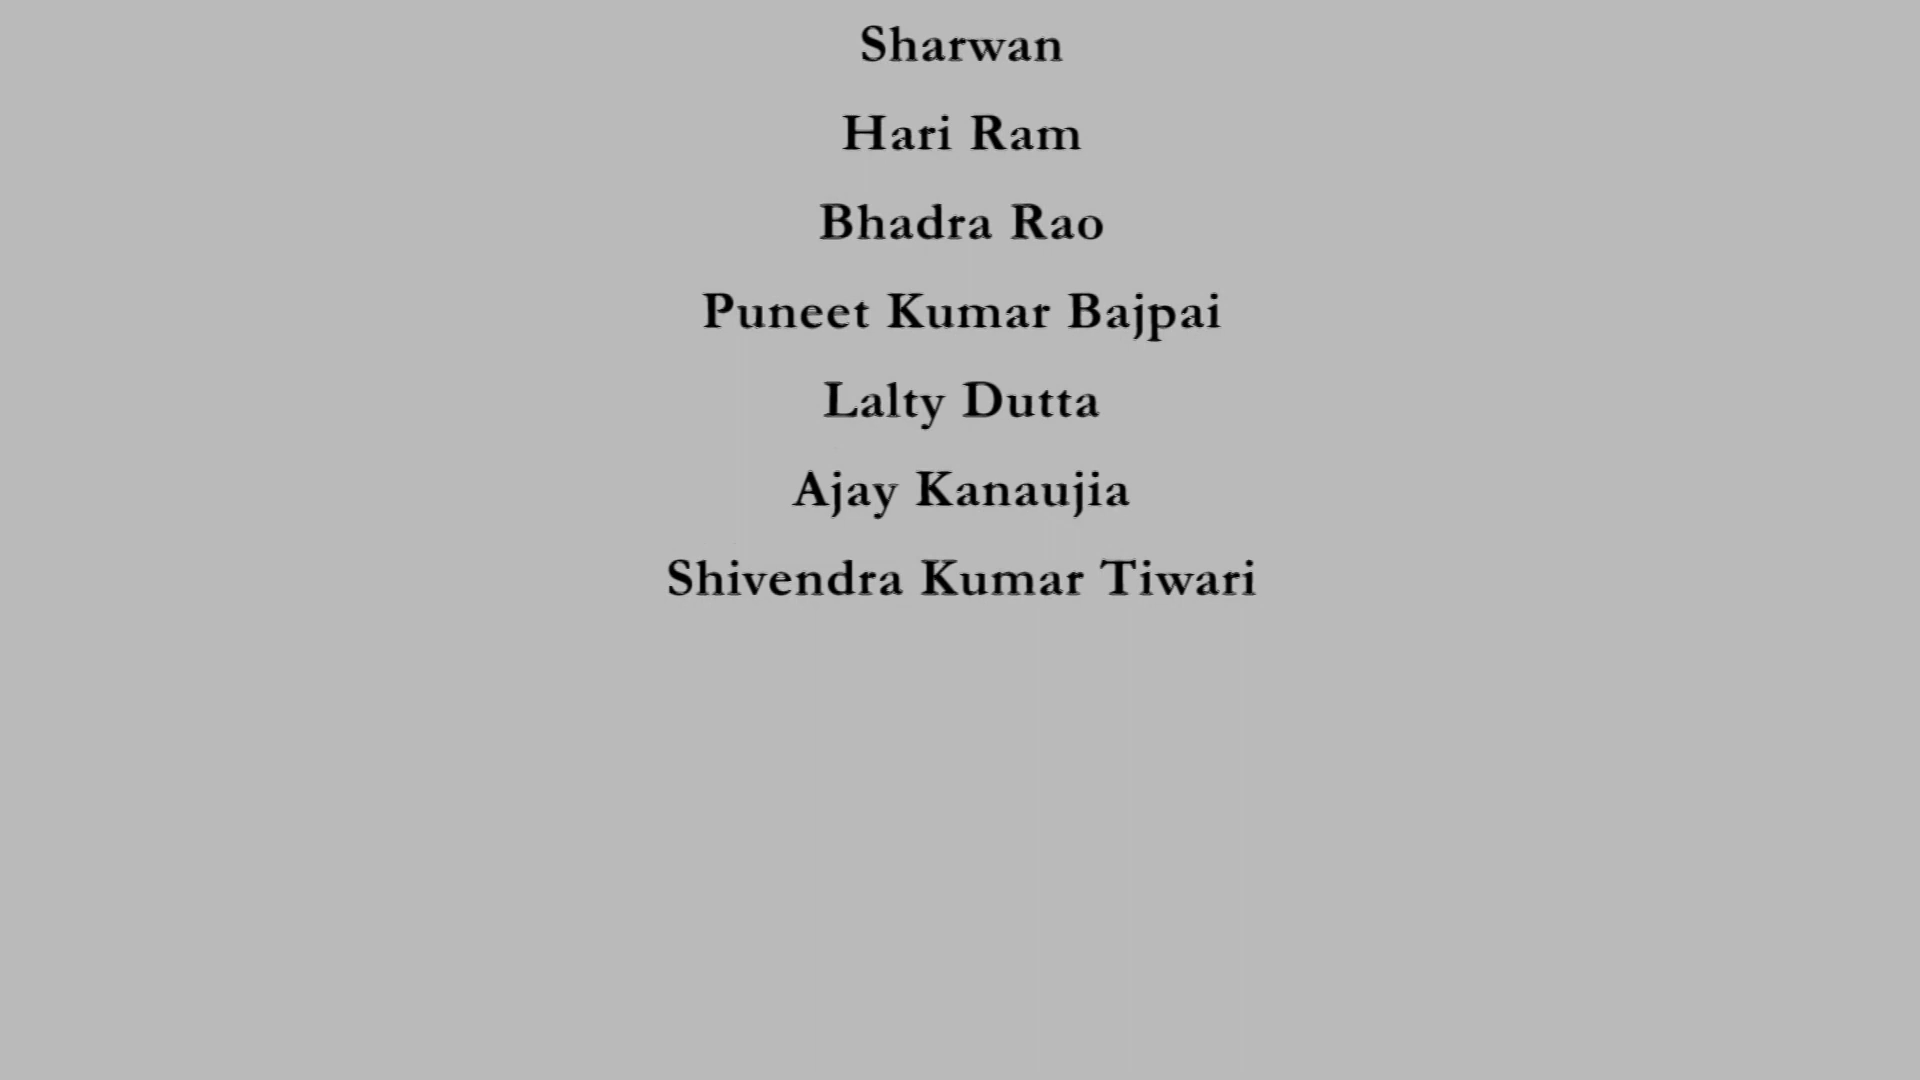 Sharwan
Hari Ram
Bhadra Rao
Puneet Kumar Bajpai
Lalty Dutta
Ajay Kanaujia
Shivendra Kumar Tiwari